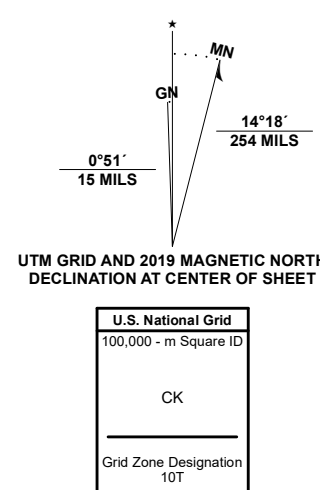 ★
MN
GN
14°18´
254 MILS
0°51´
15 MILS
UTM GRID AND 2019 MAGNETIC NORTH
DECLINATION AT CENTER OF SHEET
U.S. National Grid
100,000 - m Square ID
CK
Grid Zone Designation
10T